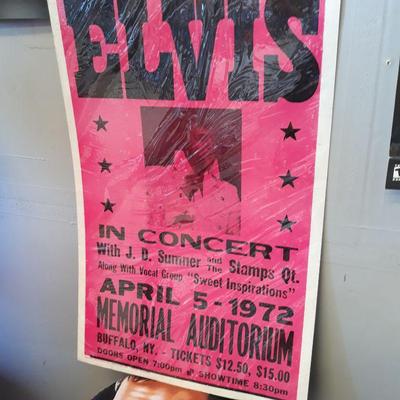 ELVIS
IN CONCERT
With J. D. Sumner and The Stamps Qt.
Along With Vocal Group "Sweet Inspirations"
APRIL 5-1972
MEMORIAL AUDITORIUM
BUFFALO, NY. - TICKETS $12.50, $15.00
DOORS OPEN 7:00pm SHOWTIME 8:30pm